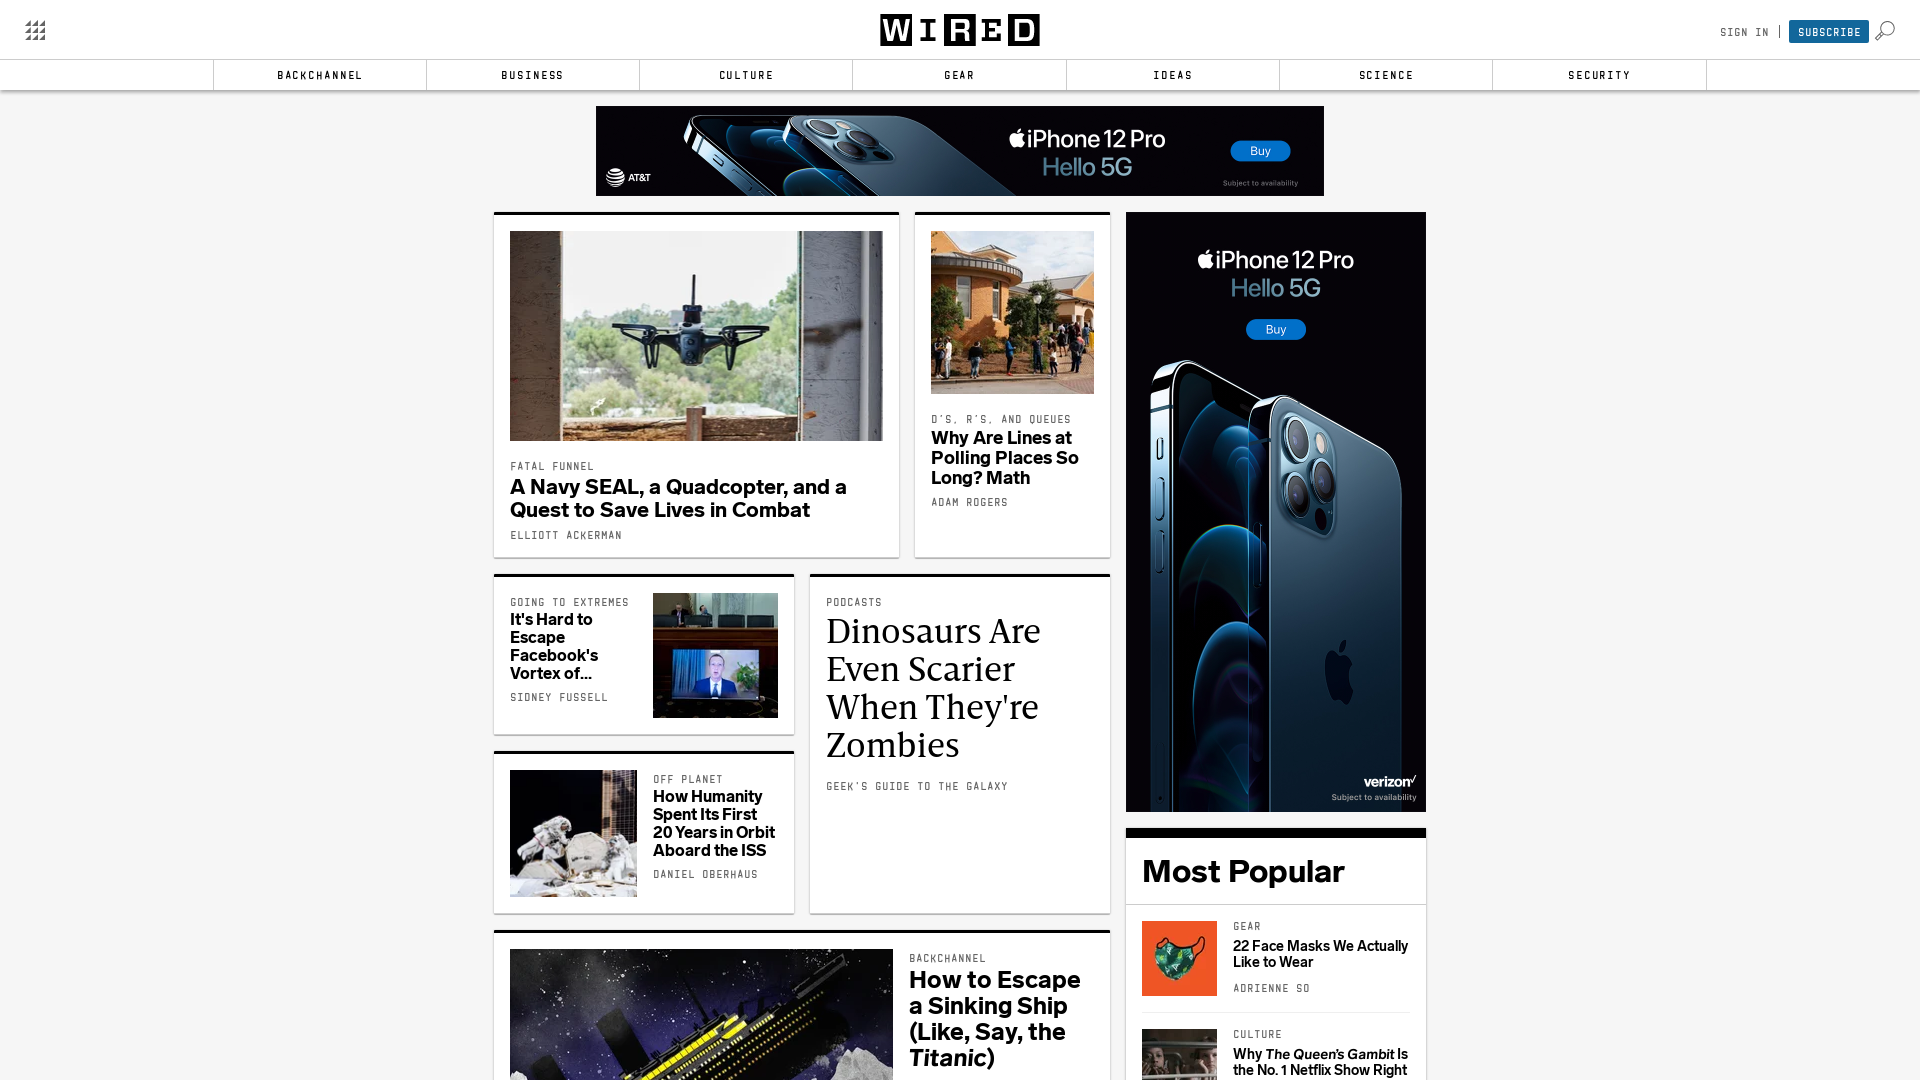 WIRED
SIGN IN
SUBSCRIBE
BACKCHANNEL
BUSINESS
CULTURE
GEAR
IDEAS
SCIENCE
SECURITY
iPhone 12 Pro
Hello 5G
Buy
Subject to availability
AT&T
FATAL FUNNEL
A Navy SEAL, a Quadcopter, and a
Quest to Save Lives in Combat
ELLIOTT ACKERMAN
D'S, R'S, AND QUEUES
Why Are Lines at
Polling Places So
Long? Math
ADAM ROGERS
iPhone 12 Pro
Hello 5G
Buy
verizon
Subject to availability
GOING TO EXTREMES
It's Hard to
Escape
Facebook's
Vortex of...
SIDNEY FUSSELL
PODCASTS
Dinosaurs Are
Even Scarier
When They're
Zombies
GEEK'S GUIDE TO THE GALAXY
OFF PLANET
How Humanity
Spent Its First
20 Years in Orbit
Aboard the ISS
DANIEL OBERHAUS
BACKCHANNEL
How to Escape
a Sinking Ship
(Like, Say, the
Titanic)
Most Popular
GEAR
22 Face Masks We Actually
Like to Wear
ADRIENNE SO
CULTURE
Why The Queen's Gambit Is
the No. 1 Netflix Show Right